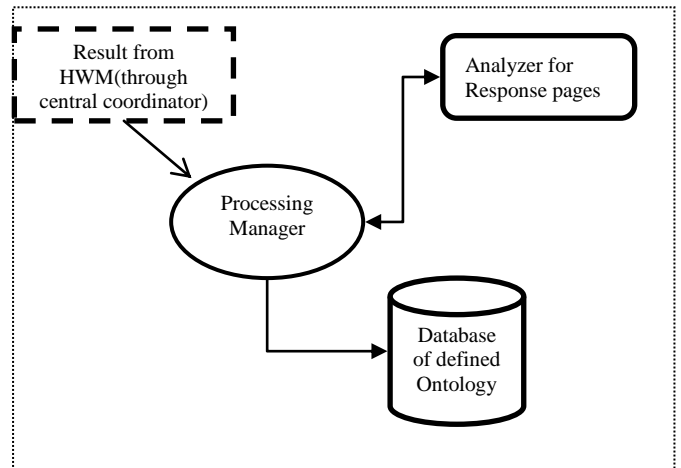 Result from
HWM(through
central coordinator)
Analyzer for
Response pages
Processing
Manager
Database
of defined
Ontology